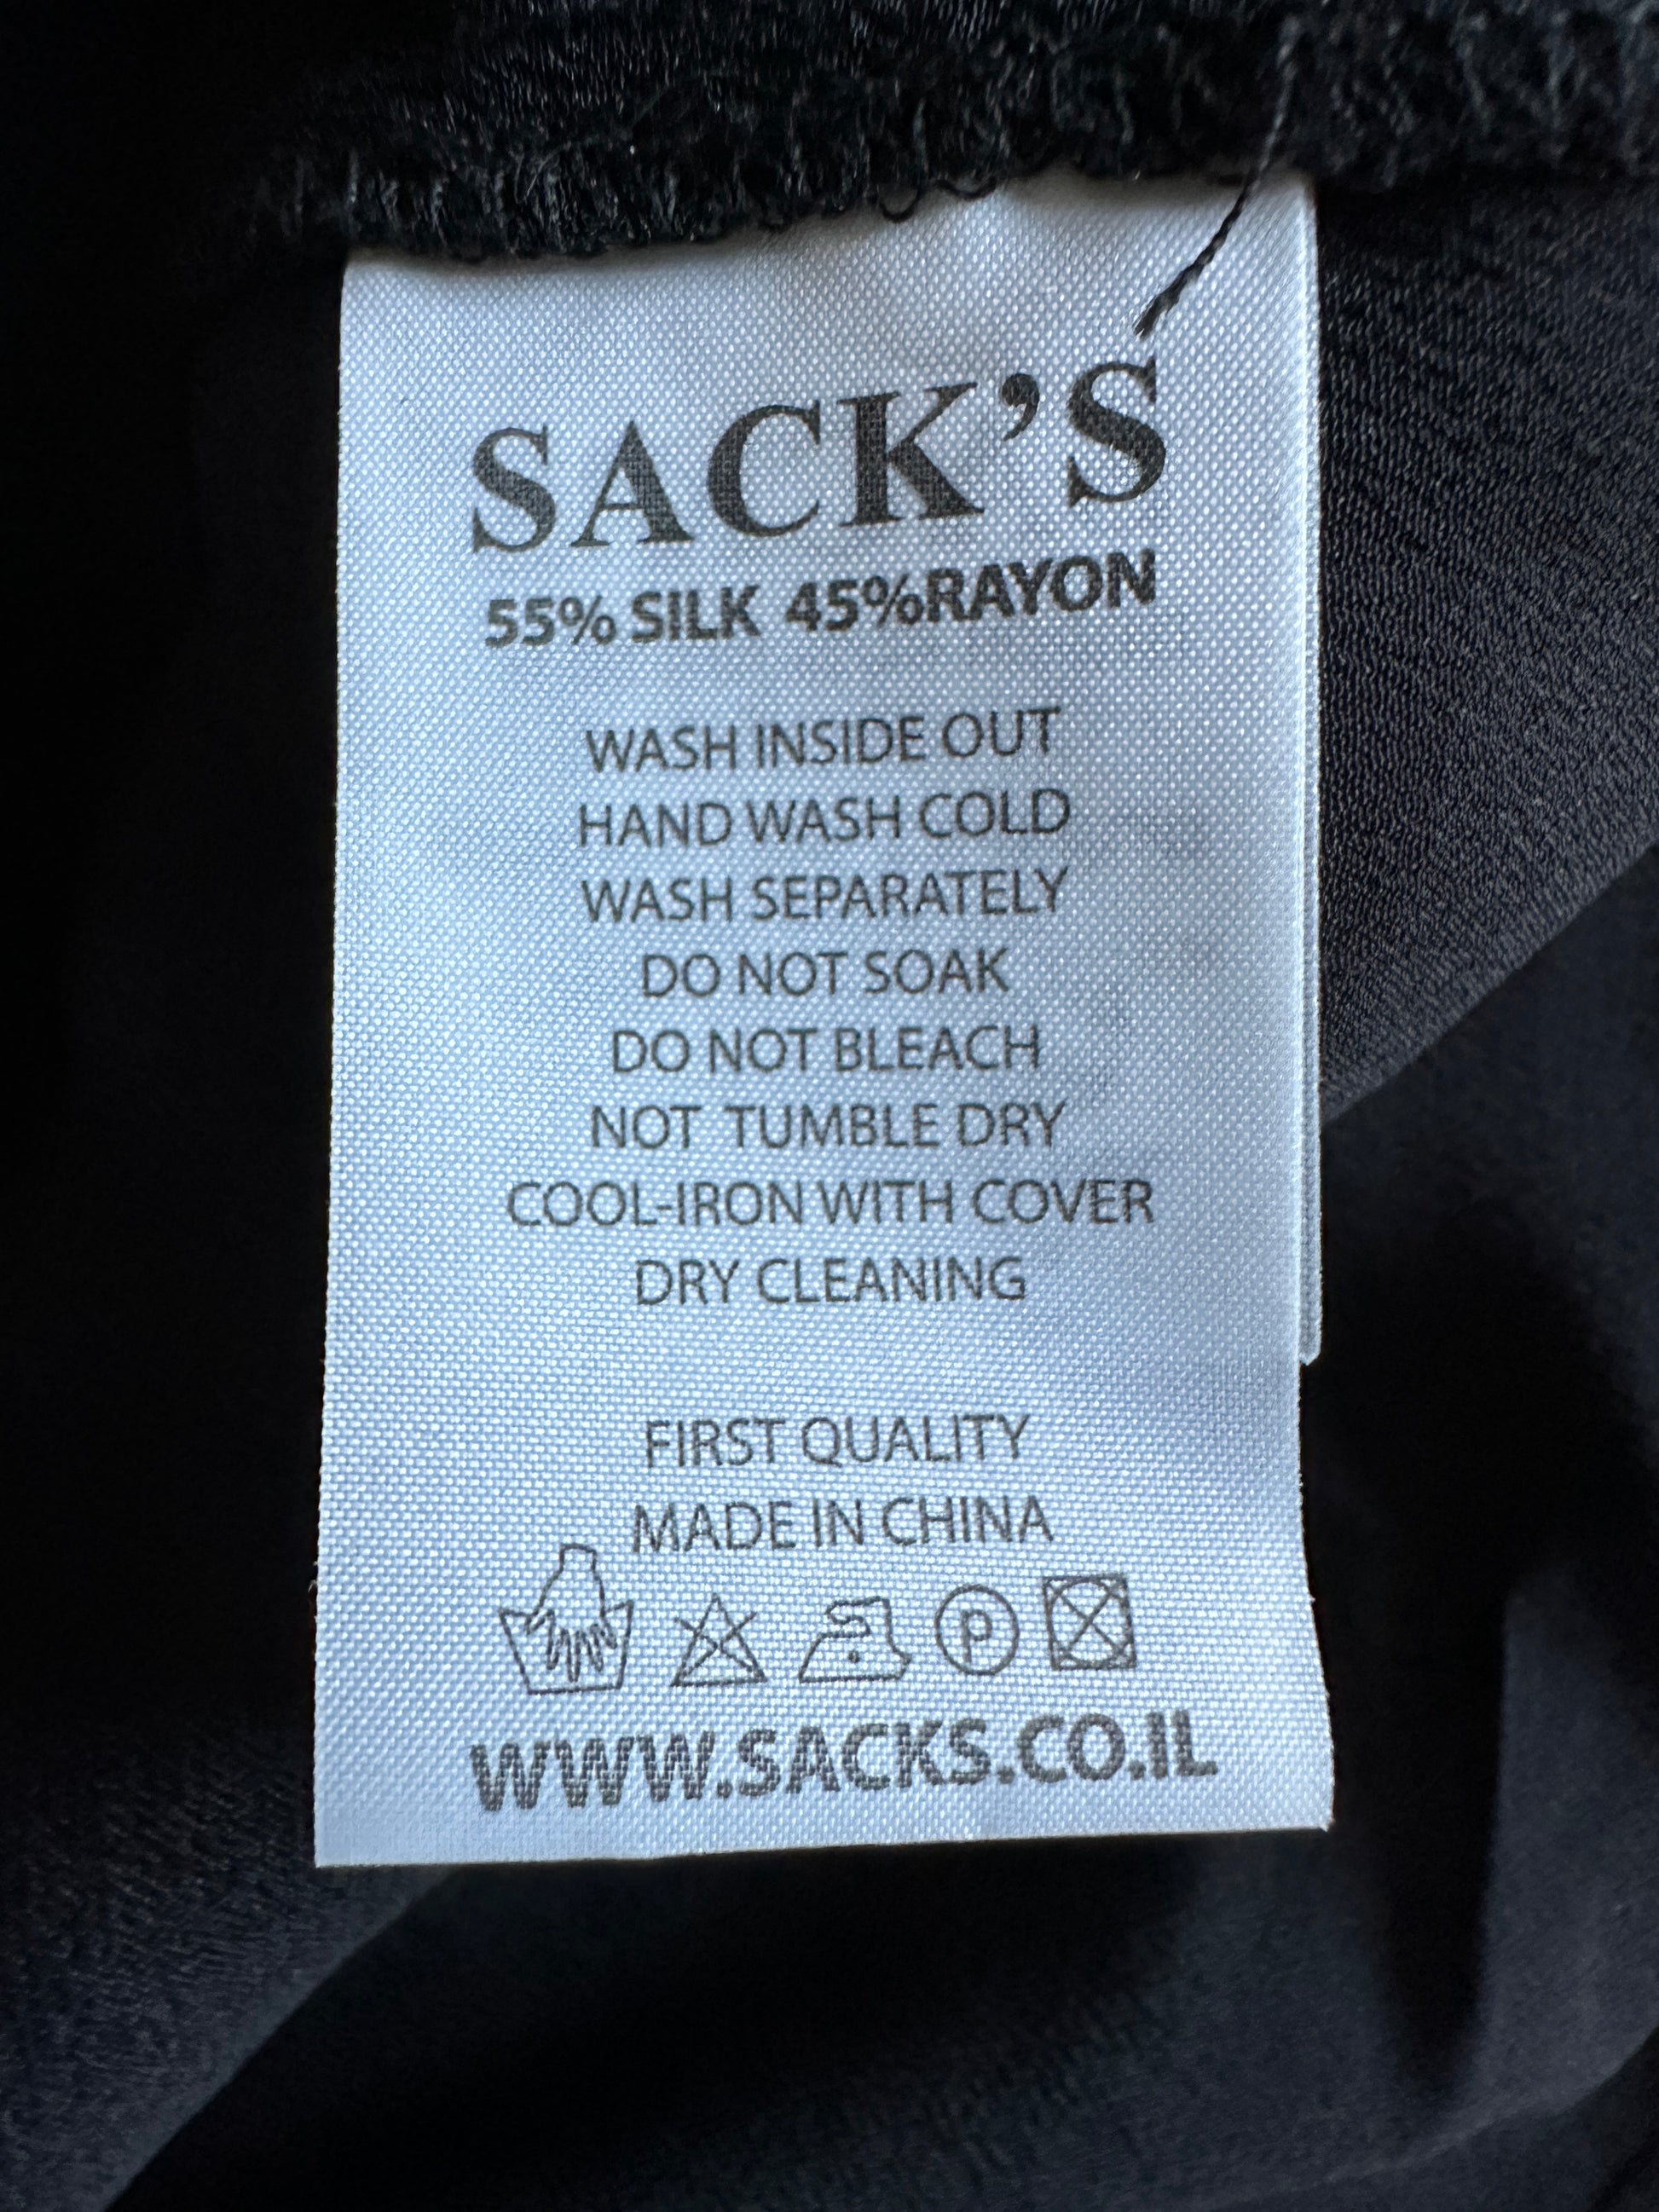 SACK'S
55% SILK 45%RAYON
WASH INSIDE OUT
HAND WASH COLD
WASH SEPARATELY
DO NOT SOAK
DO NOT BLEACH
NOT TUMBLE DRY
COOL-IRON WITH COVER
DRY CLEANING
FIRST QUALITY
MADE IN CHINA
p
WWW.SACKS.CO.IL